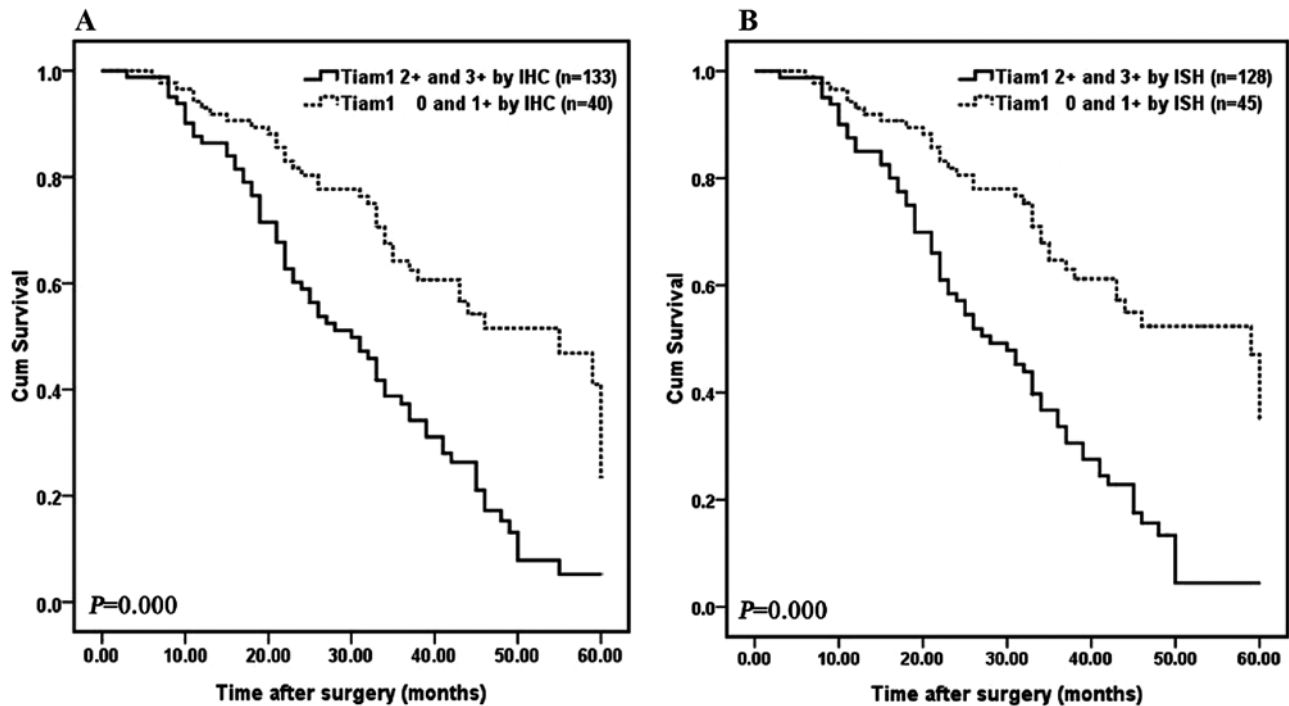 A
Tiam1 2+ and 3+ by IHC (n=133)
Tiam1 0 and 1+ by IHC (n=40)
1.0
0.8
0.6
0.4
0.2
0.0
Cum Survival
P=0.000
0.00 10.00 20.00 30.00 40.00 50.00 60.00
Time after surgery (months)
B
Tiam1 2+ and 3+ by ISH (n=128)
Tiam1 0 and 1+ by ISH (n=45)
1.0
0.8
0.6
0.4
0.2
0.0
Cum Survival
P=0.000
0.00 10.00 20.00 30.00 40.00 50.00 60.00
Time after surgery (months)